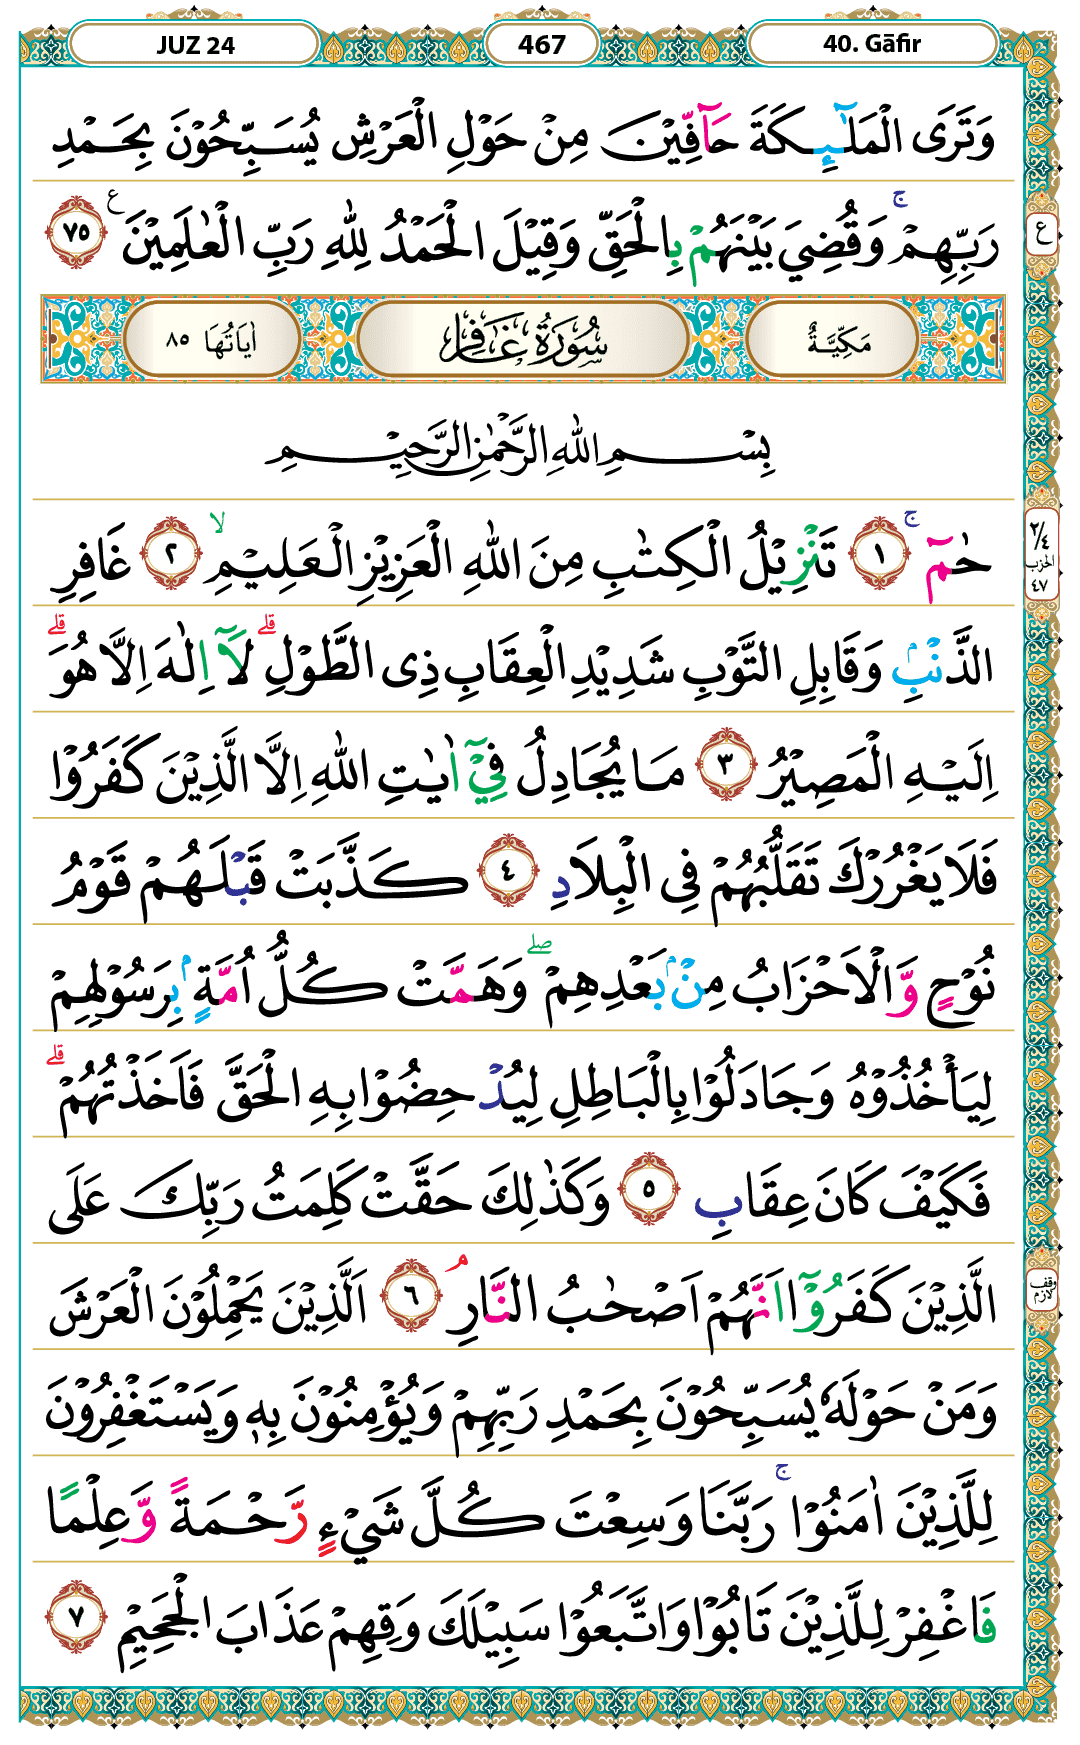 JUZ 24
467
40. Gāfir
وَتَرَى الْمَلٰۤىِٕكَةَ حَاۤفِّيْنَ مِنْ حَوْلِ الْعَرْشِ يُسَبِّحُوْنَ بِحَمْدِ
رَبِّهِمْۚ وَقُضِيَ بَيْنَهُمْ بِالْحَقِّ وَقِيْلَ الْحَمْدُ لِلّٰهِ رَبِّ الْعٰلَمِيْنَ ࣖ ٧٥
ع
مَكِّيَّةٌ
سُوْرَةُ غَافِرٍ
اٰيَاتُهَا ٨٥
بِسْمِ اللّٰهِ الرَّحْمٰنِ الرَّحِيْمِ
حٰمۤۚ ١ تَنْزِيْلُ الْكِتٰبِ مِنَ اللّٰهِ الْعَزِيْزِ الْعَلِيْمِۙ ٢ غَافِرِ
٢/٤ الحزب ٤٧
الذَّنْۢبِ وَقَابِلِ التَّوْبِ شَدِيْدِ الْعِقَابِ ذِى الطَّوْلِۗ لَآ اِلٰهَ اِلَّا هُوَۗ
اِلَيْهِ الْمَصِيْرُ ٣ مَا يُجَادِلُ فِيْٓ اٰيٰتِ اللّٰهِ اِلَّا الَّذِيْنَ كَفَرُوْا
فَلَا يَغْرُرْكَ تَقَلُّبُهُمْ فِى الْبِلَادِ ٤ كَذَّبَتْ قَبْلَهُمْ قَوْمُ
نُوْحٍ وَّالْاَحْزَابُ مِنْۢ بَعْدِهِمْۖ وَهَمَّتْ كُلُّ اُمَّةٍۢ بِرَسُوْلِهِمْ
لِيَأْخُذُوْهُ وَجَادَلُوْا بِالْبَاطِلِ لِيُدْحِضُوْا بِهِ الْحَقَّ فَاَخَذْتُهُمْۗ
فَكَيْفَ كَانَ عِقَابِ ٥ وَكَذٰلِكَ حَقَّتْ كَلِمَتُ رَبِّكَ عَلَى
الَّذِيْنَ كَفَرُوْٓا اَنَّهُمْ اَصْحٰبُ النَّارِۘ ٦ اَلَّذِيْنَ يَحْمِلُوْنَ الْعَرْشَ
وقف لازم
وَمَنْ حَوْلَهٗ يُسَبِّحُوْنَ بِحَمْدِ رَبِّهِمْ وَيُؤْمِنُوْنَ بِهٖ وَيَسْتَغْفِرُوْنَ
لِلَّذِيْنَ اٰمَنُوْاۚ رَبَّنَا وَسِعْتَ كُلَّ شَيْءٍ رَّحْمَةً وَّعِلْمًا
فَاغْفِرْ لِلَّذِيْنَ تَابُوْا وَاتَّبَعُوْا سَبِيْلَكَ وَقِهِمْ عَذَابَ الْجَحِيْمِ ٧